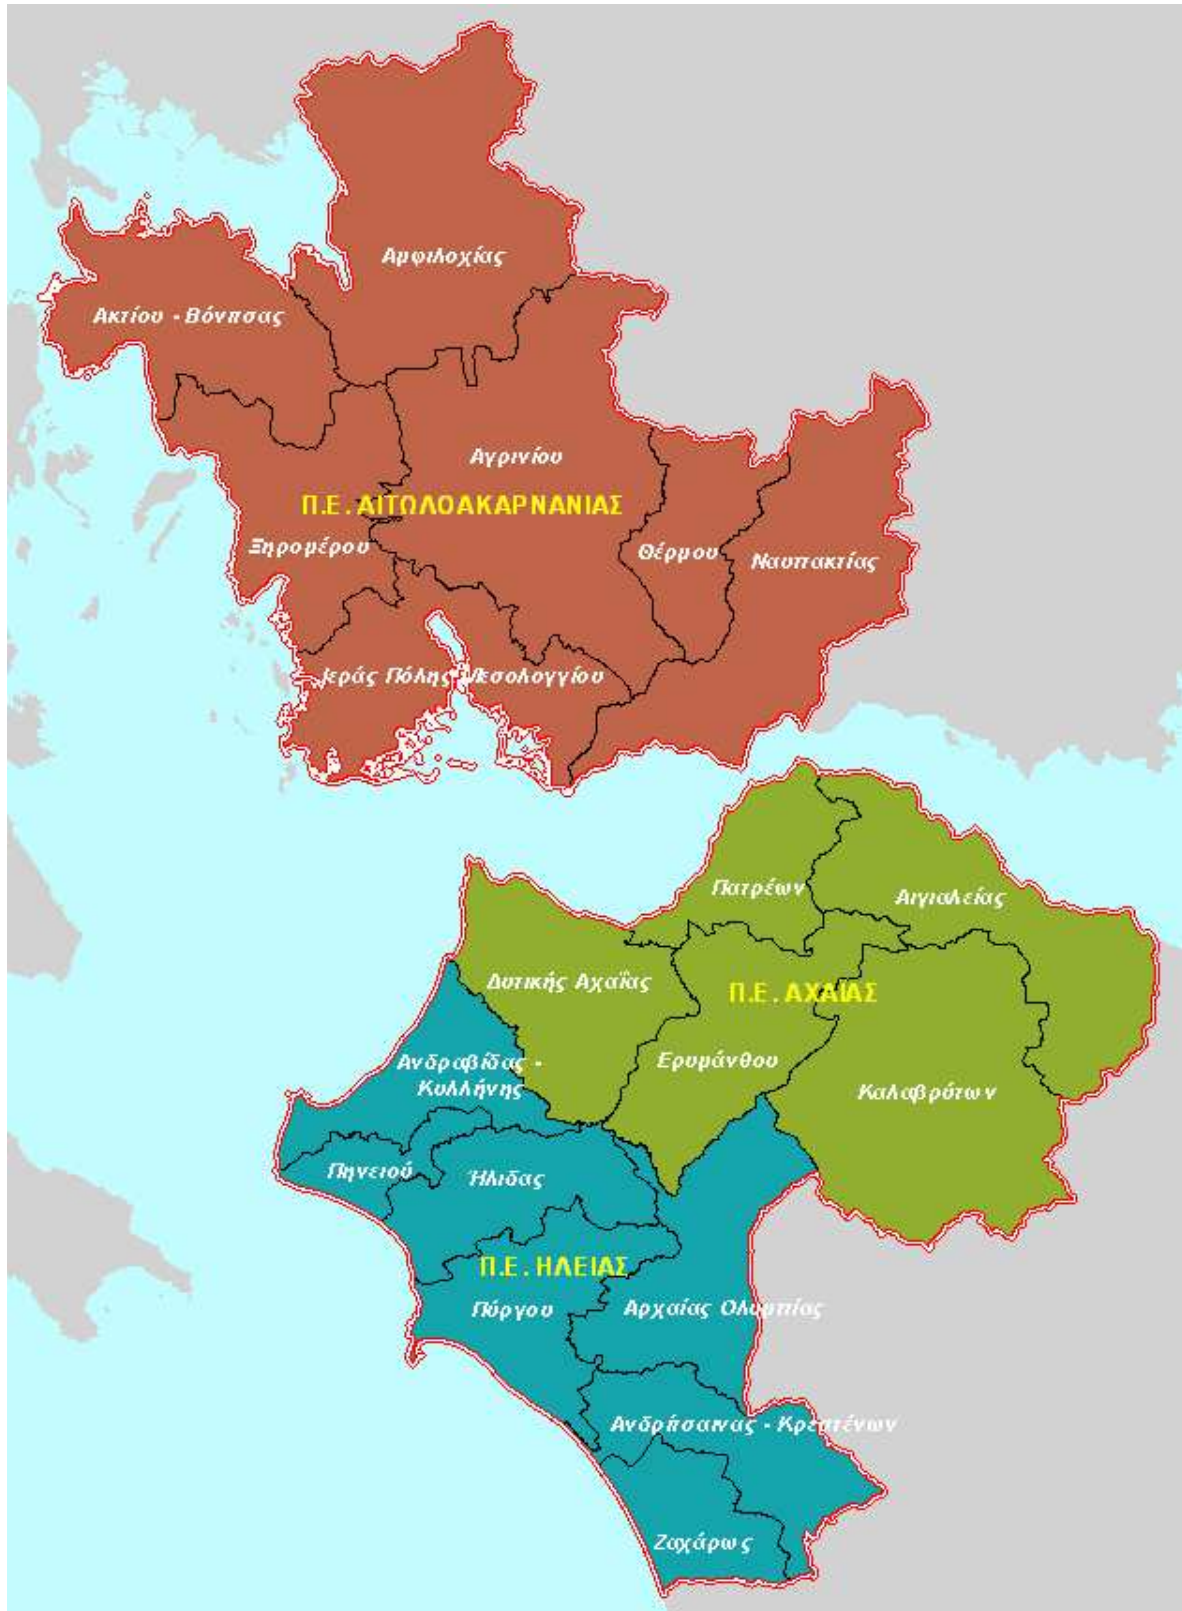 Αμφιλοχίας
Ακτίου - Βόνιτσας
Αγρινίου
Π.Ε. ΑΙΤΩΛΟΑΚΑΡΝΑΝΙΑΣ
Ξηρομέρου
Θέρμου
Ναυπακτίας
Ιεράς Πόλης Μεσολογγίου
Πατρέων
Αιγιαλείας
Δυτικής Αχαΐας
Π.Ε. ΑΧΑΪΑΣ
Ερυμάνθου
Ανδραβίδας -
Κυλλήνης
Καλαβρύτων
Πηνειού
Ήλιδας
Π.Ε. ΗΛΕΙΑΣ
Πύργου
Αρχαίας Ολυμπίας
Ανδρίτσαινας - Κρεστένων
Ζαχάρως